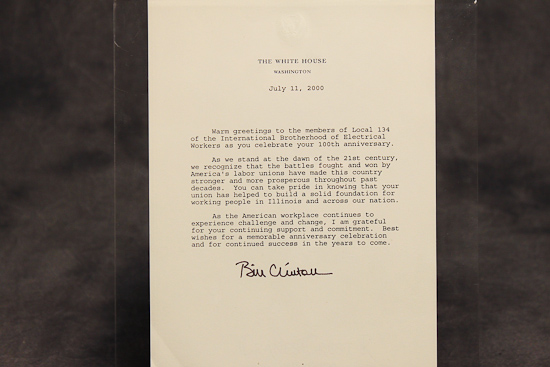 THE WHITE HOUSE
WASHINGTON
July 11, 2000
Warm greetings to the members of Local 134
of the International Brotherhood of Electrical
Workers as you celebrate your 100th anniversary.
As we stand at the dawn of the 21st century,
we recognize that the battles fought and won by
America's labor unions have made this country
stronger and more prosperous throughout past
decades. You can take pride in knowing that your
union has helped to build a solid foundation for
working people in Illinois and across our nation.
As the American workplace continues to
experience challenge and change, I am grateful
for your continuing support and commitment. Best
wishes for a memorable anniversary celebration
and for continued success in the years to come.
Bill Clinton